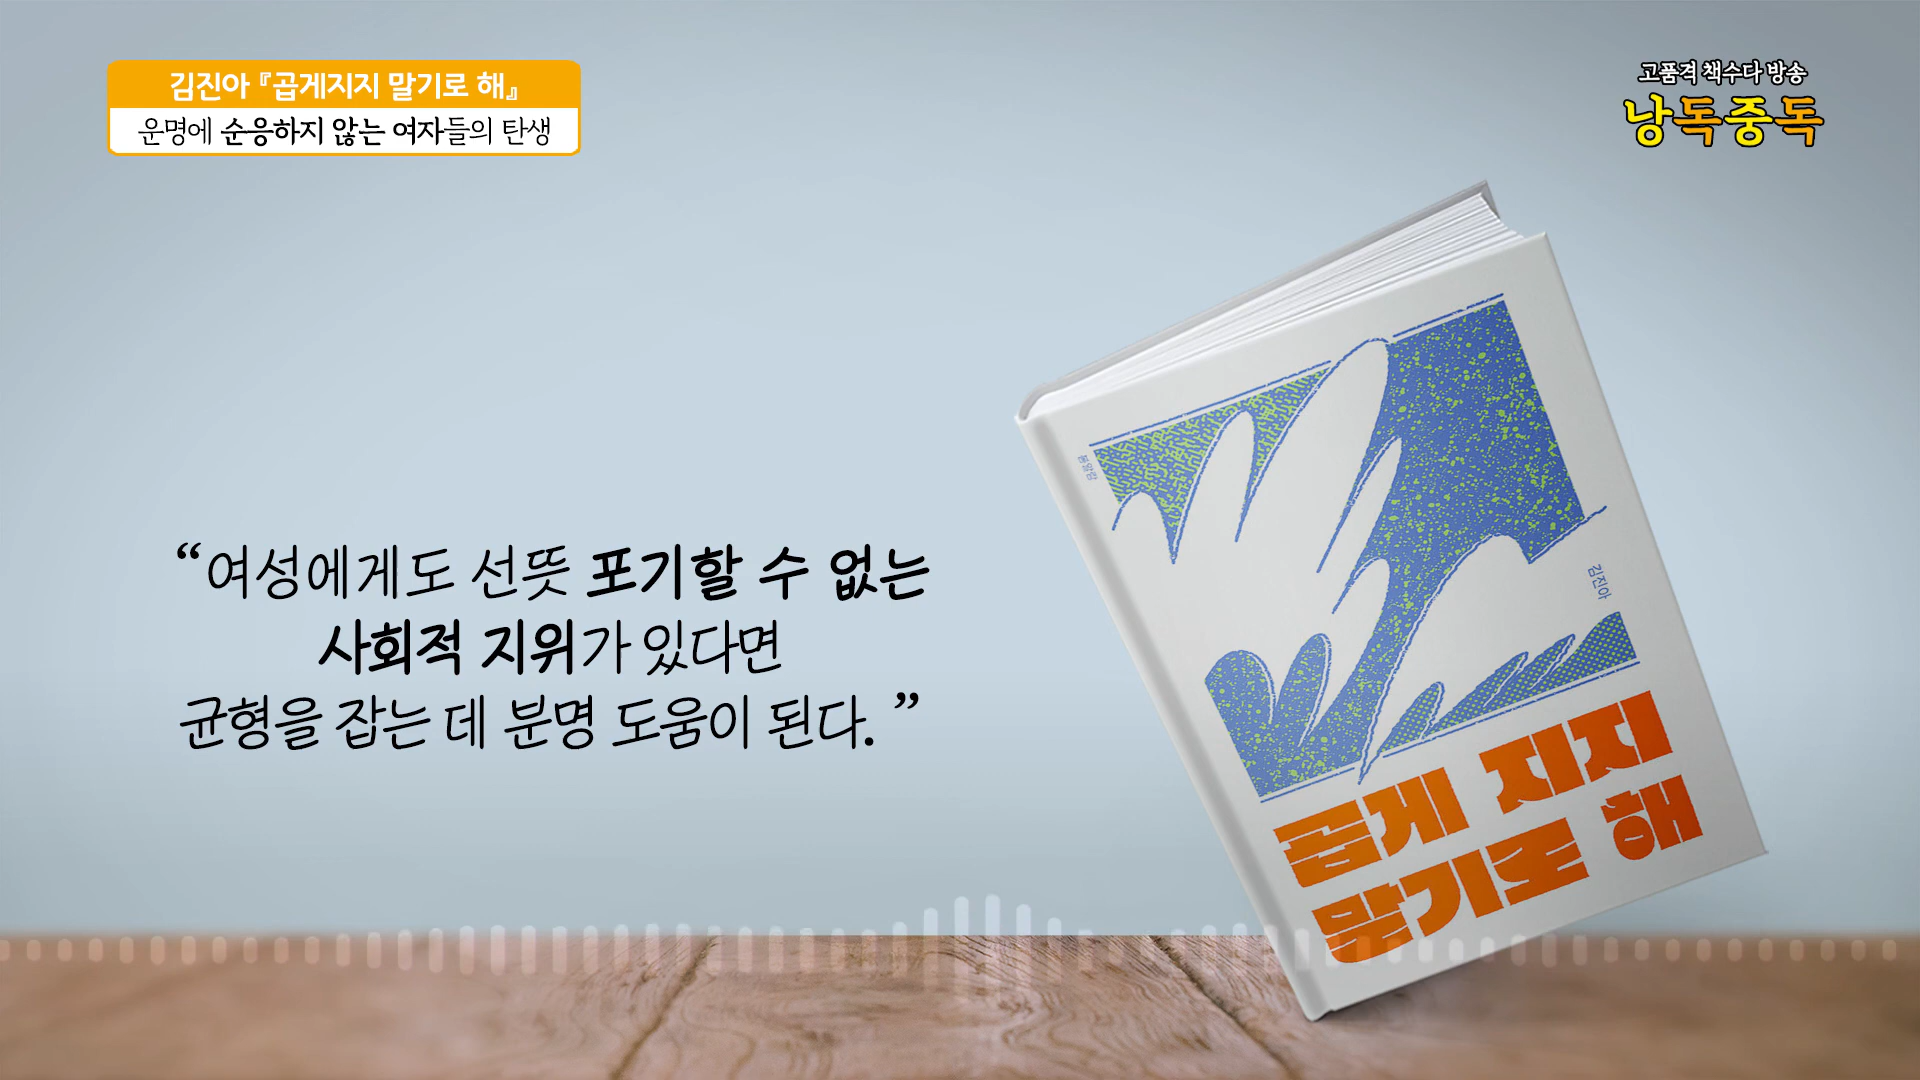 김진아 『곱게지지 말기로 해』
운명에 순응하지 않는 여자들의 탄생
고품격 책수다 방송
낭독중독
“여성에게도 선뜻 포기할 수 없는
사회적 지위가 있다면
균형을 잡는 데 분명 도움이 된다.”
봄알람
김진아
곱게 지지
말기로 해